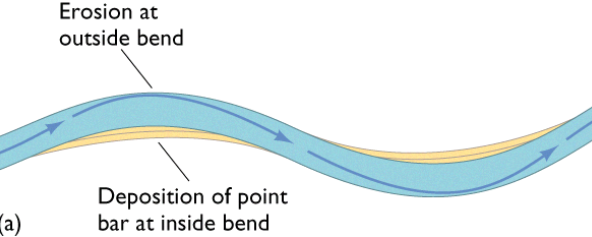 Erosion at
outside bend
Deposition of point
bar at inside bend
(a)